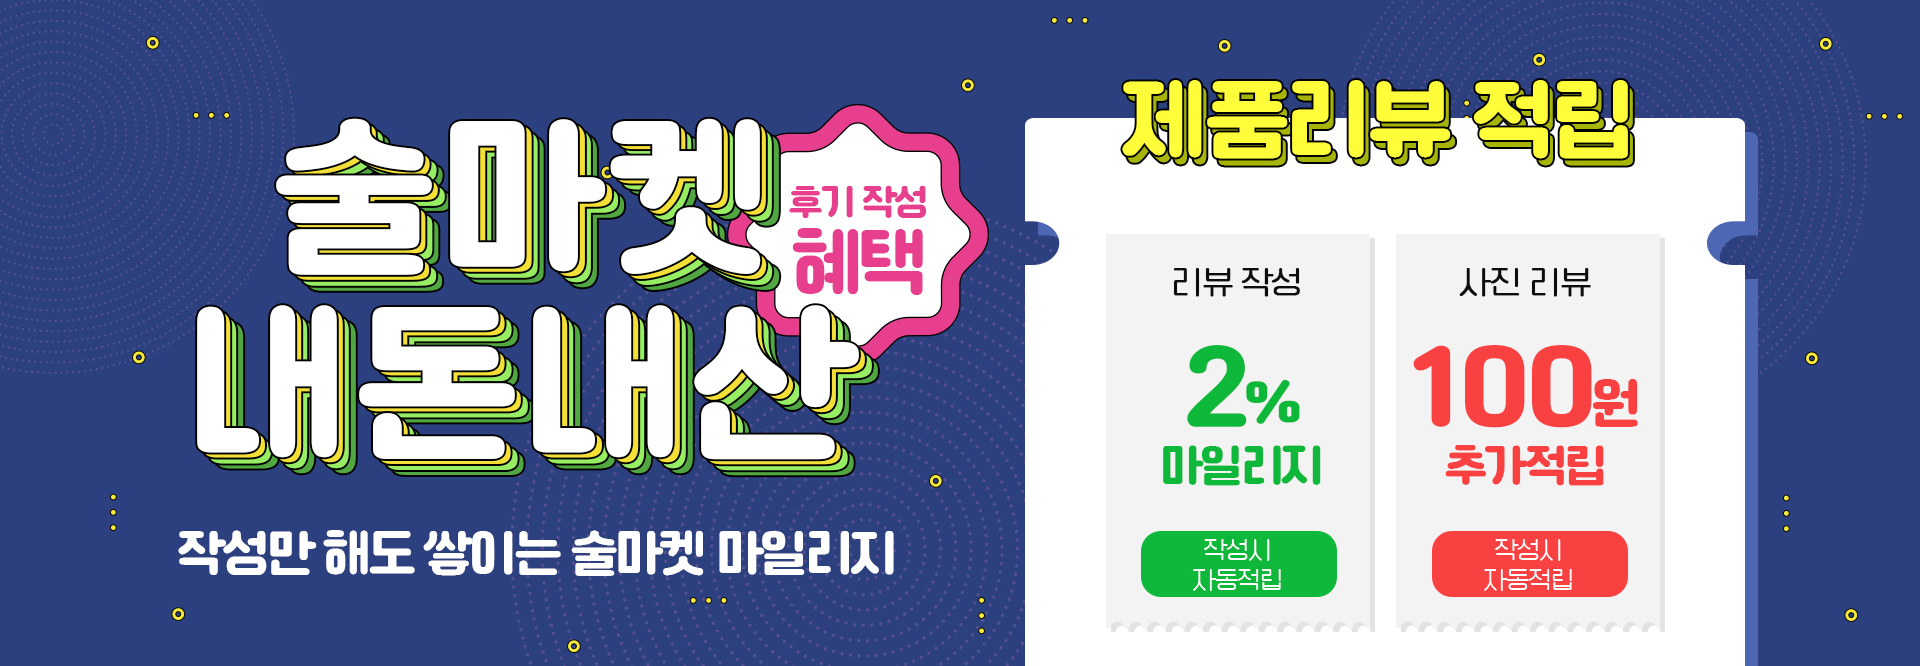 술마켓
내돈내산
후기 작성
혜택
작성만 해도 쌓이는 술마켓 마일리지
제품리뷰 적립
리뷰 작성
2%
마일리지
작성시
자동적립
사진 리뷰
100원
추가적립
작성시
자동적립